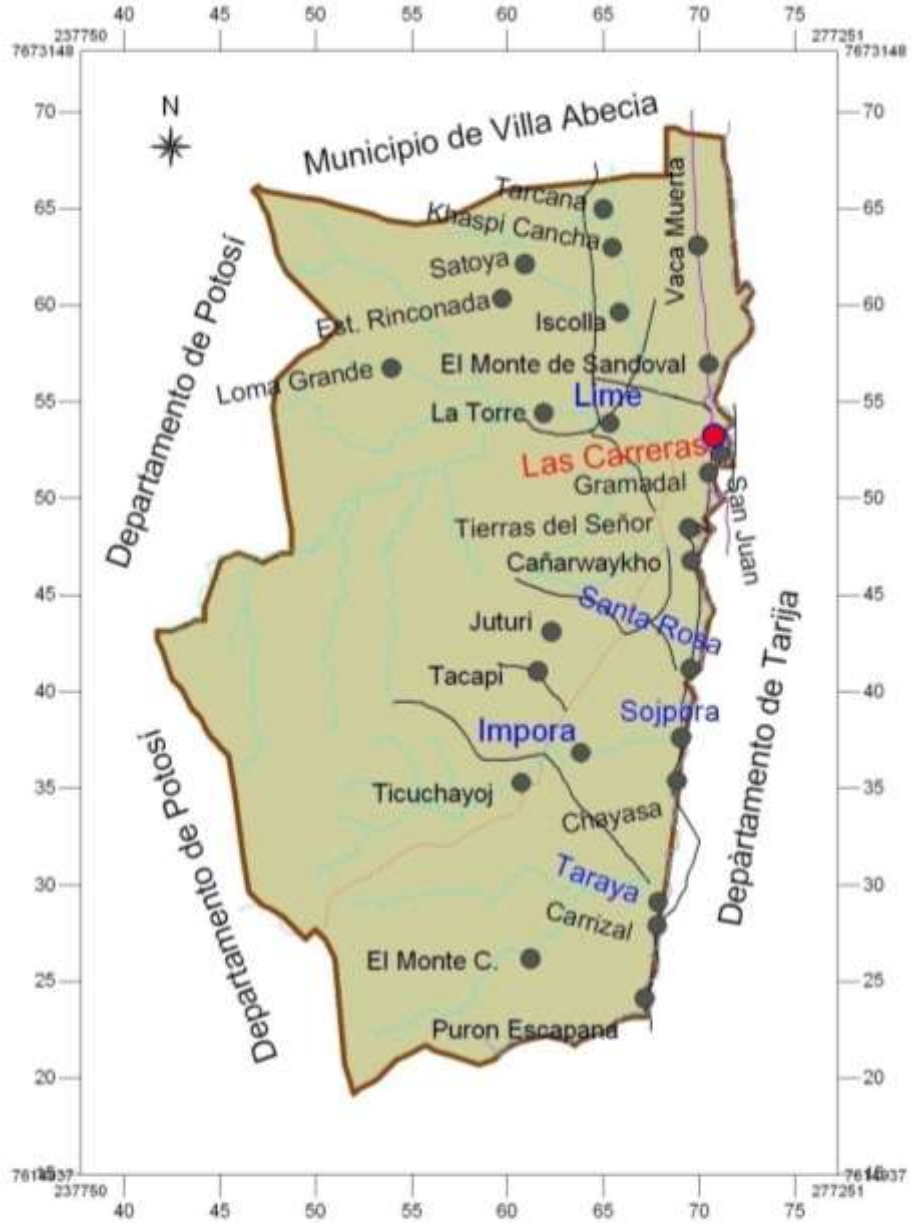 40 45 50 55 60 65 70 75
237750 277251
7673148 7673148
N
Municipio de Villa Abecia
70 70
Tarcana
Vaca Muerta
65 65
Khaspi Cancha
Satoya
Departamento de Potosí
60 60
Est. Rinconada
Iscolla
El Monte de Sandoval
Loma Grande
Lime
55 55
La Torre
Las Carreras
Gramadal
50 50
San Juan
Tierras del Señor
Cañarwaykho
45 45
Santa Rosa
Juturi
Depàrtamento de Tarija
Tacapi
40 40
Sojpora
Impora
Departamento de Potosí
35 35
Ticuchayoj
Chayasa
30 30
Taraya
Carrizal
El Monte C.
25 25
Puron Escapana
20 20
7614937 7614937
237750 277251
40 45 50 55 60 65 70 75